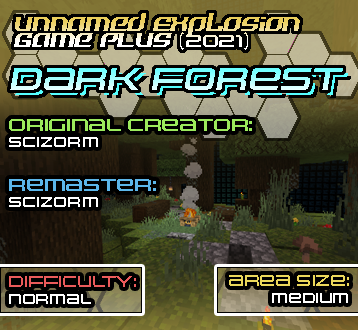 UNNAMED EXPLOSION
GAME PLUS (2021)
DARK FOREST
ORIGINAL CREATOR:
SCIZORM
REMASTER:
SCIZORM
DIFFICULTY:
NORMAL
AREA SIZE:
MEDIUM